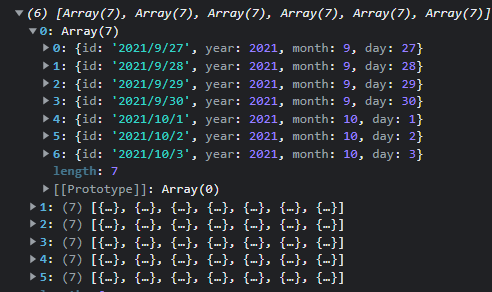 (6) [Array(7), Array(7), Array(7), Array(7), Array(7), Array(7)]
0: Array(7)
0: {id: '2021/9/27', year: 2021, month: 9, day: 27}
1: {id: '2021/9/28', year: 2021, month: 9, day: 28}
2: {id: '2021/9/29', year: 2021, month: 9, day: 29}
3: {id: '2021/9/30', year: 2021, month: 9, day: 30}
4: {id: '2021/10/1', year: 2021, month: 10, day: 1}
5: {id: '2021/10/2', year: 2021, month: 10, day: 2}
6: {id: '2021/10/3', year: 2021, month: 10, day: 3}
length: 7
[[Prototype]]: Array(0)
1: (7) [{…}, {…}, {…}, {…}, {…}, {…}, {…}]
2: (7) [{…}, {…}, {…}, {…}, {…}, {…}, {…}]
3: (7) [{…}, {…}, {…}, {…}, {…}, {…}, {…}]
4: (7) [{…}, {…}, {…}, {…}, {…}, {…}, {…}]
5: (7) [{…}, {…}, {…}, {…}, {…}, {…}, {…}]